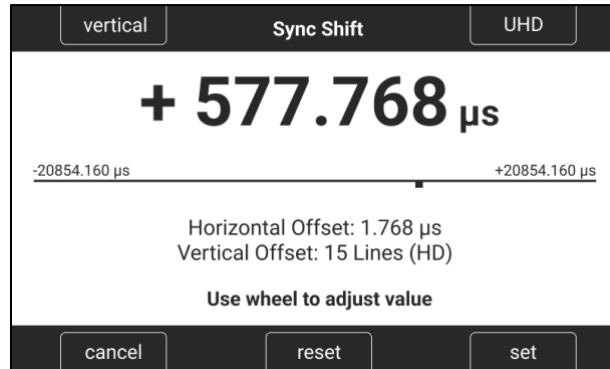 vertical Sync Shift UHD
+ 577.768 μs
-20854.160 μs +20854.160 μs
Horizontal Offset: 1.768 μs
Vertical Offset: 15 Lines (HD)
Use wheel to adjust value
cancel reset set